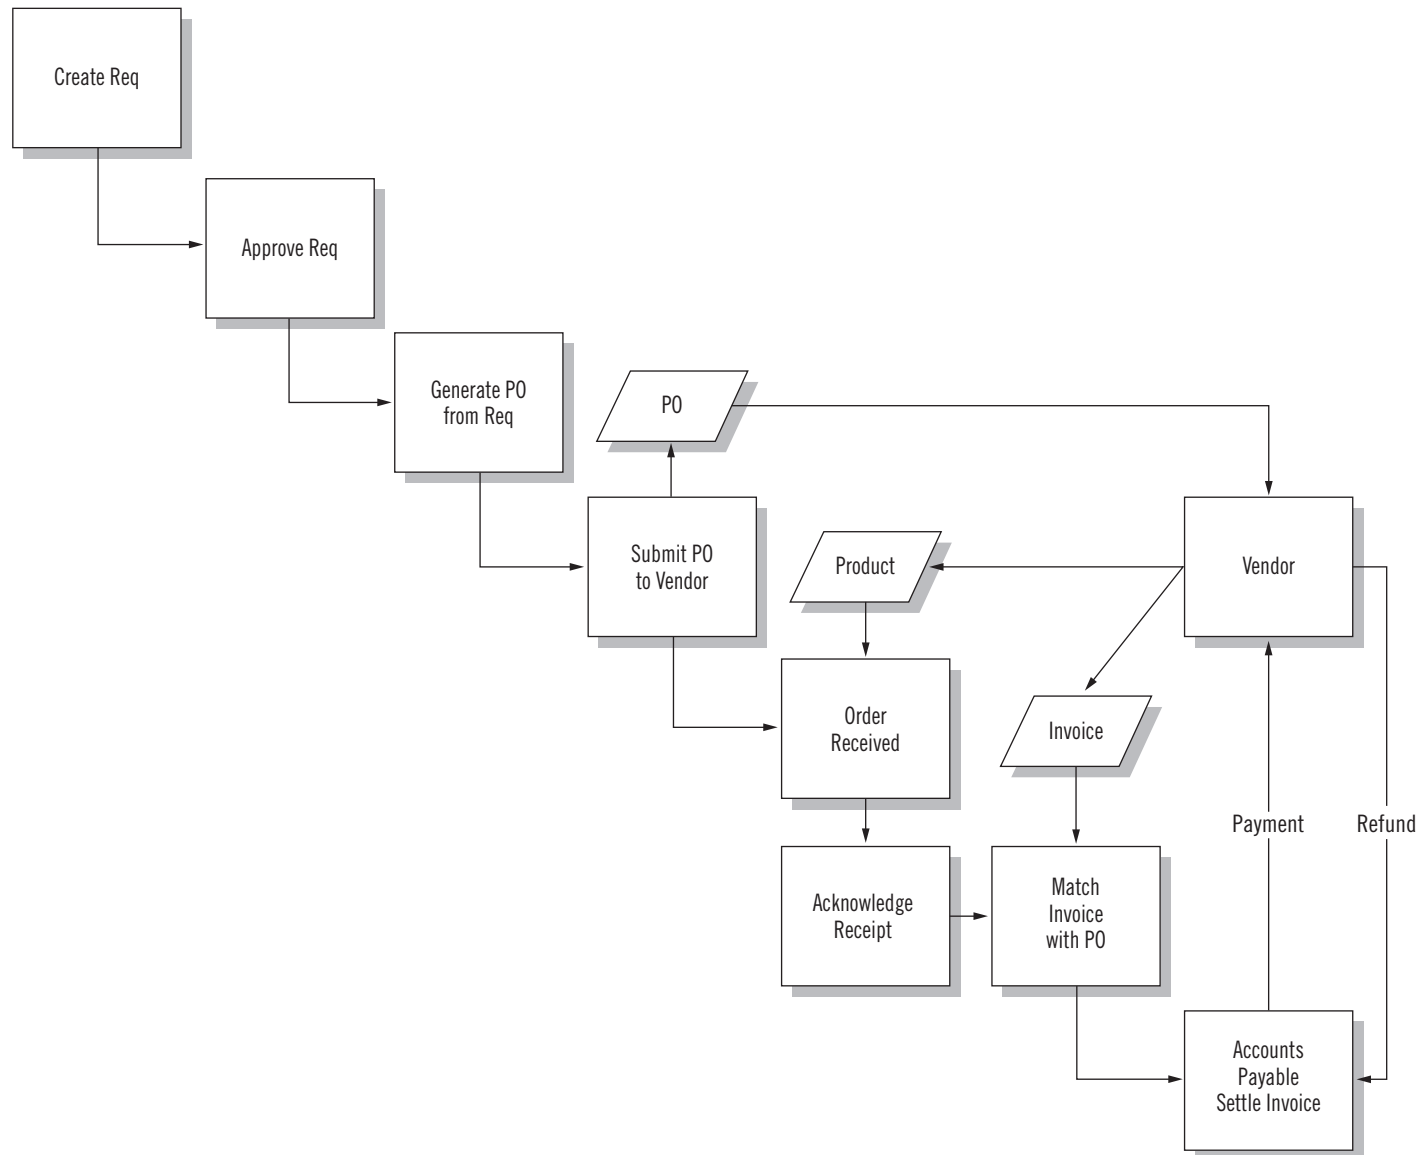 Create Req
Approve Req
Generate PO
from Req
PO
Submit PO
to Vendor
Product
Vendor
Order
Received
Invoice
Payment
Refund
Acknowledge
Receipt
Match
Invoice
with PO
Accounts
Payable
Settle Invoice